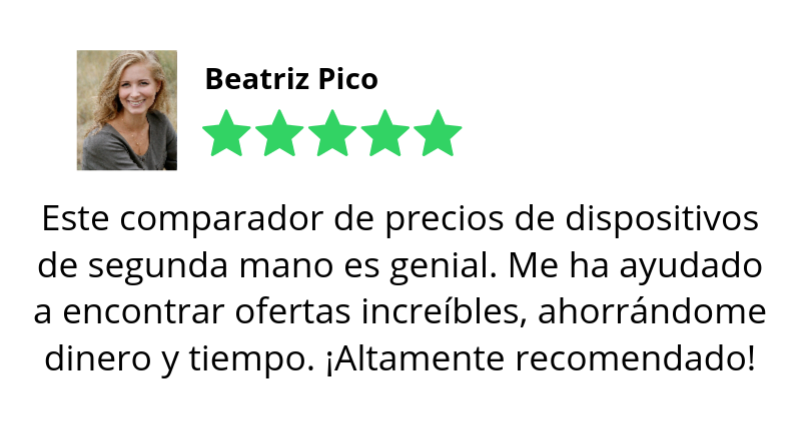 Beatriz Pico
Este comparador de precios de dispositivos
de segunda mano es genial. Me ha ayudado
a encontrar ofertas increíbles, ahorrándome
dinero y tiempo. ¡Altamente recomendado!